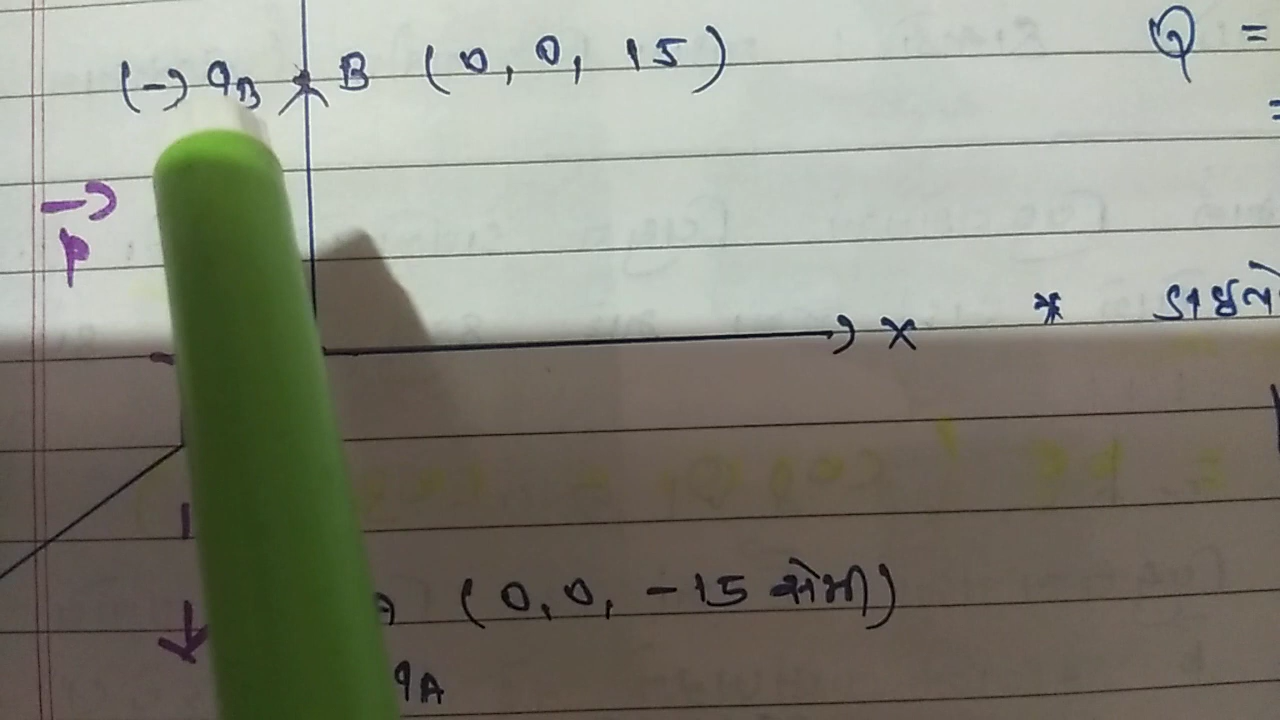 (-) qB B (0, 0, 15)
Q =
=
→
p
x
*
A (0, 0, -15 સેમી)
qA